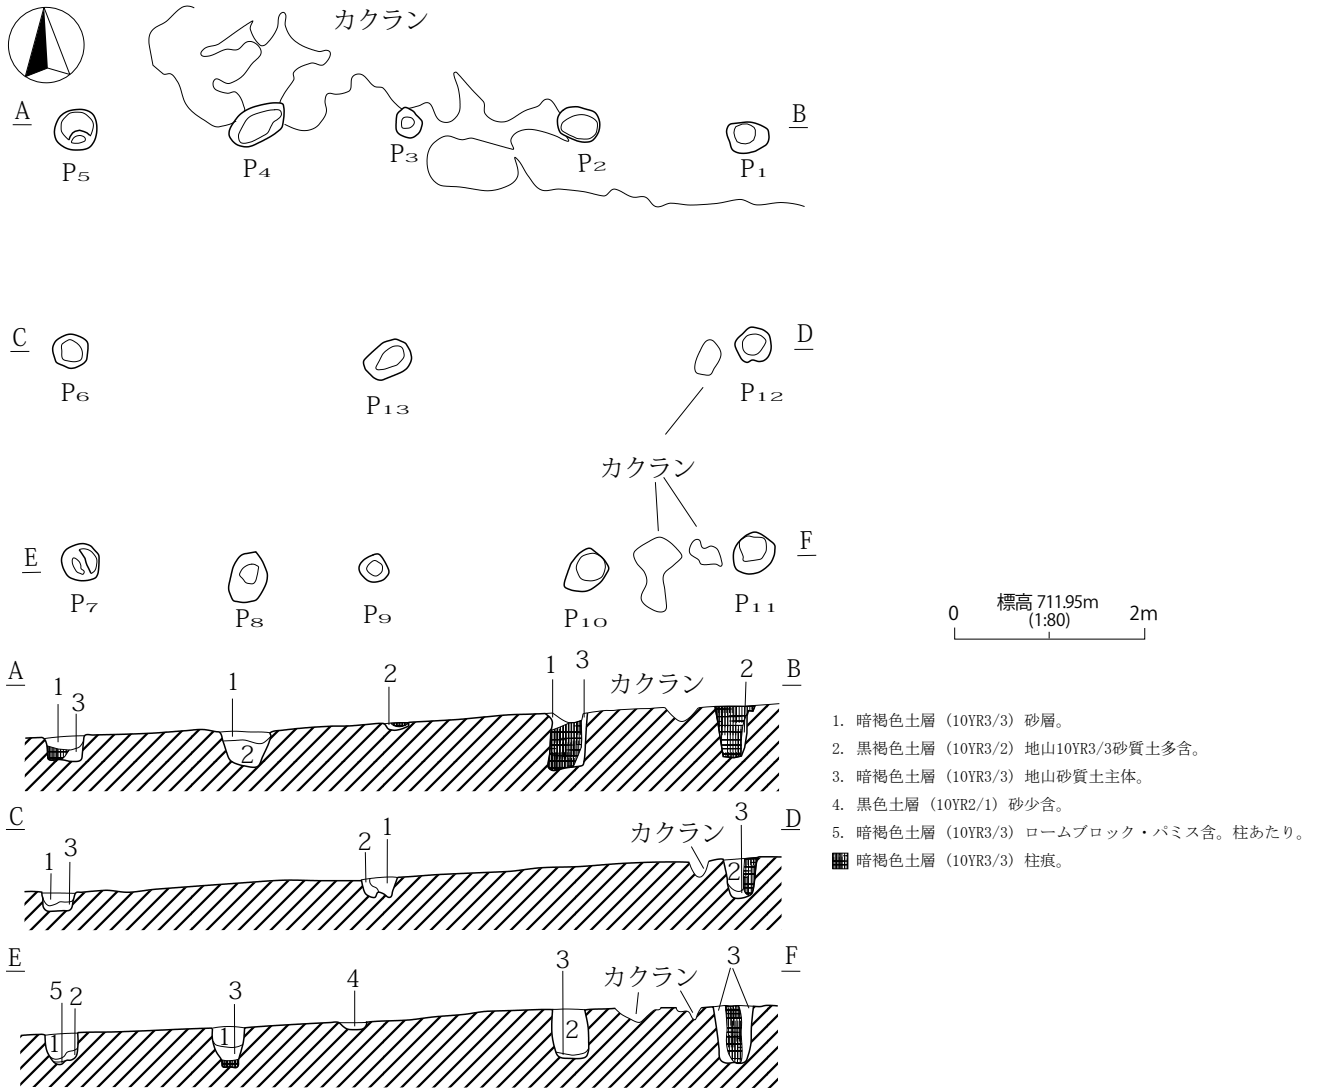 カクラン
A
B
P5
P4
P3
P2
P1
C
D
P6
P13
P12
カクラン
E
F
P7
P8
P9
P10
P11
0 標高 711.95m 2m
(1:80)
A 1 3 1 2 1 3 カクラン 2 B
2
C 1 3 2 1 カクラン 3 D
2
E 5 2 3 4 3 カクラン 3 F
1 1 2
1. 暗褐色土層 (10YR3/3) 砂層。
2. 黒褐色土層 (10YR3/2) 地山10YR3/3砂質土多含。
3. 暗褐色土層 (10YR3/3) 地山砂質土主体。
4. 黒色土層 (10YR2/1) 砂少含。
5. 暗褐色土層 (10YR3/3) ロームブロック・パミス含。柱あたり。
暗褐色土層 (10YR3/3) 柱痕。